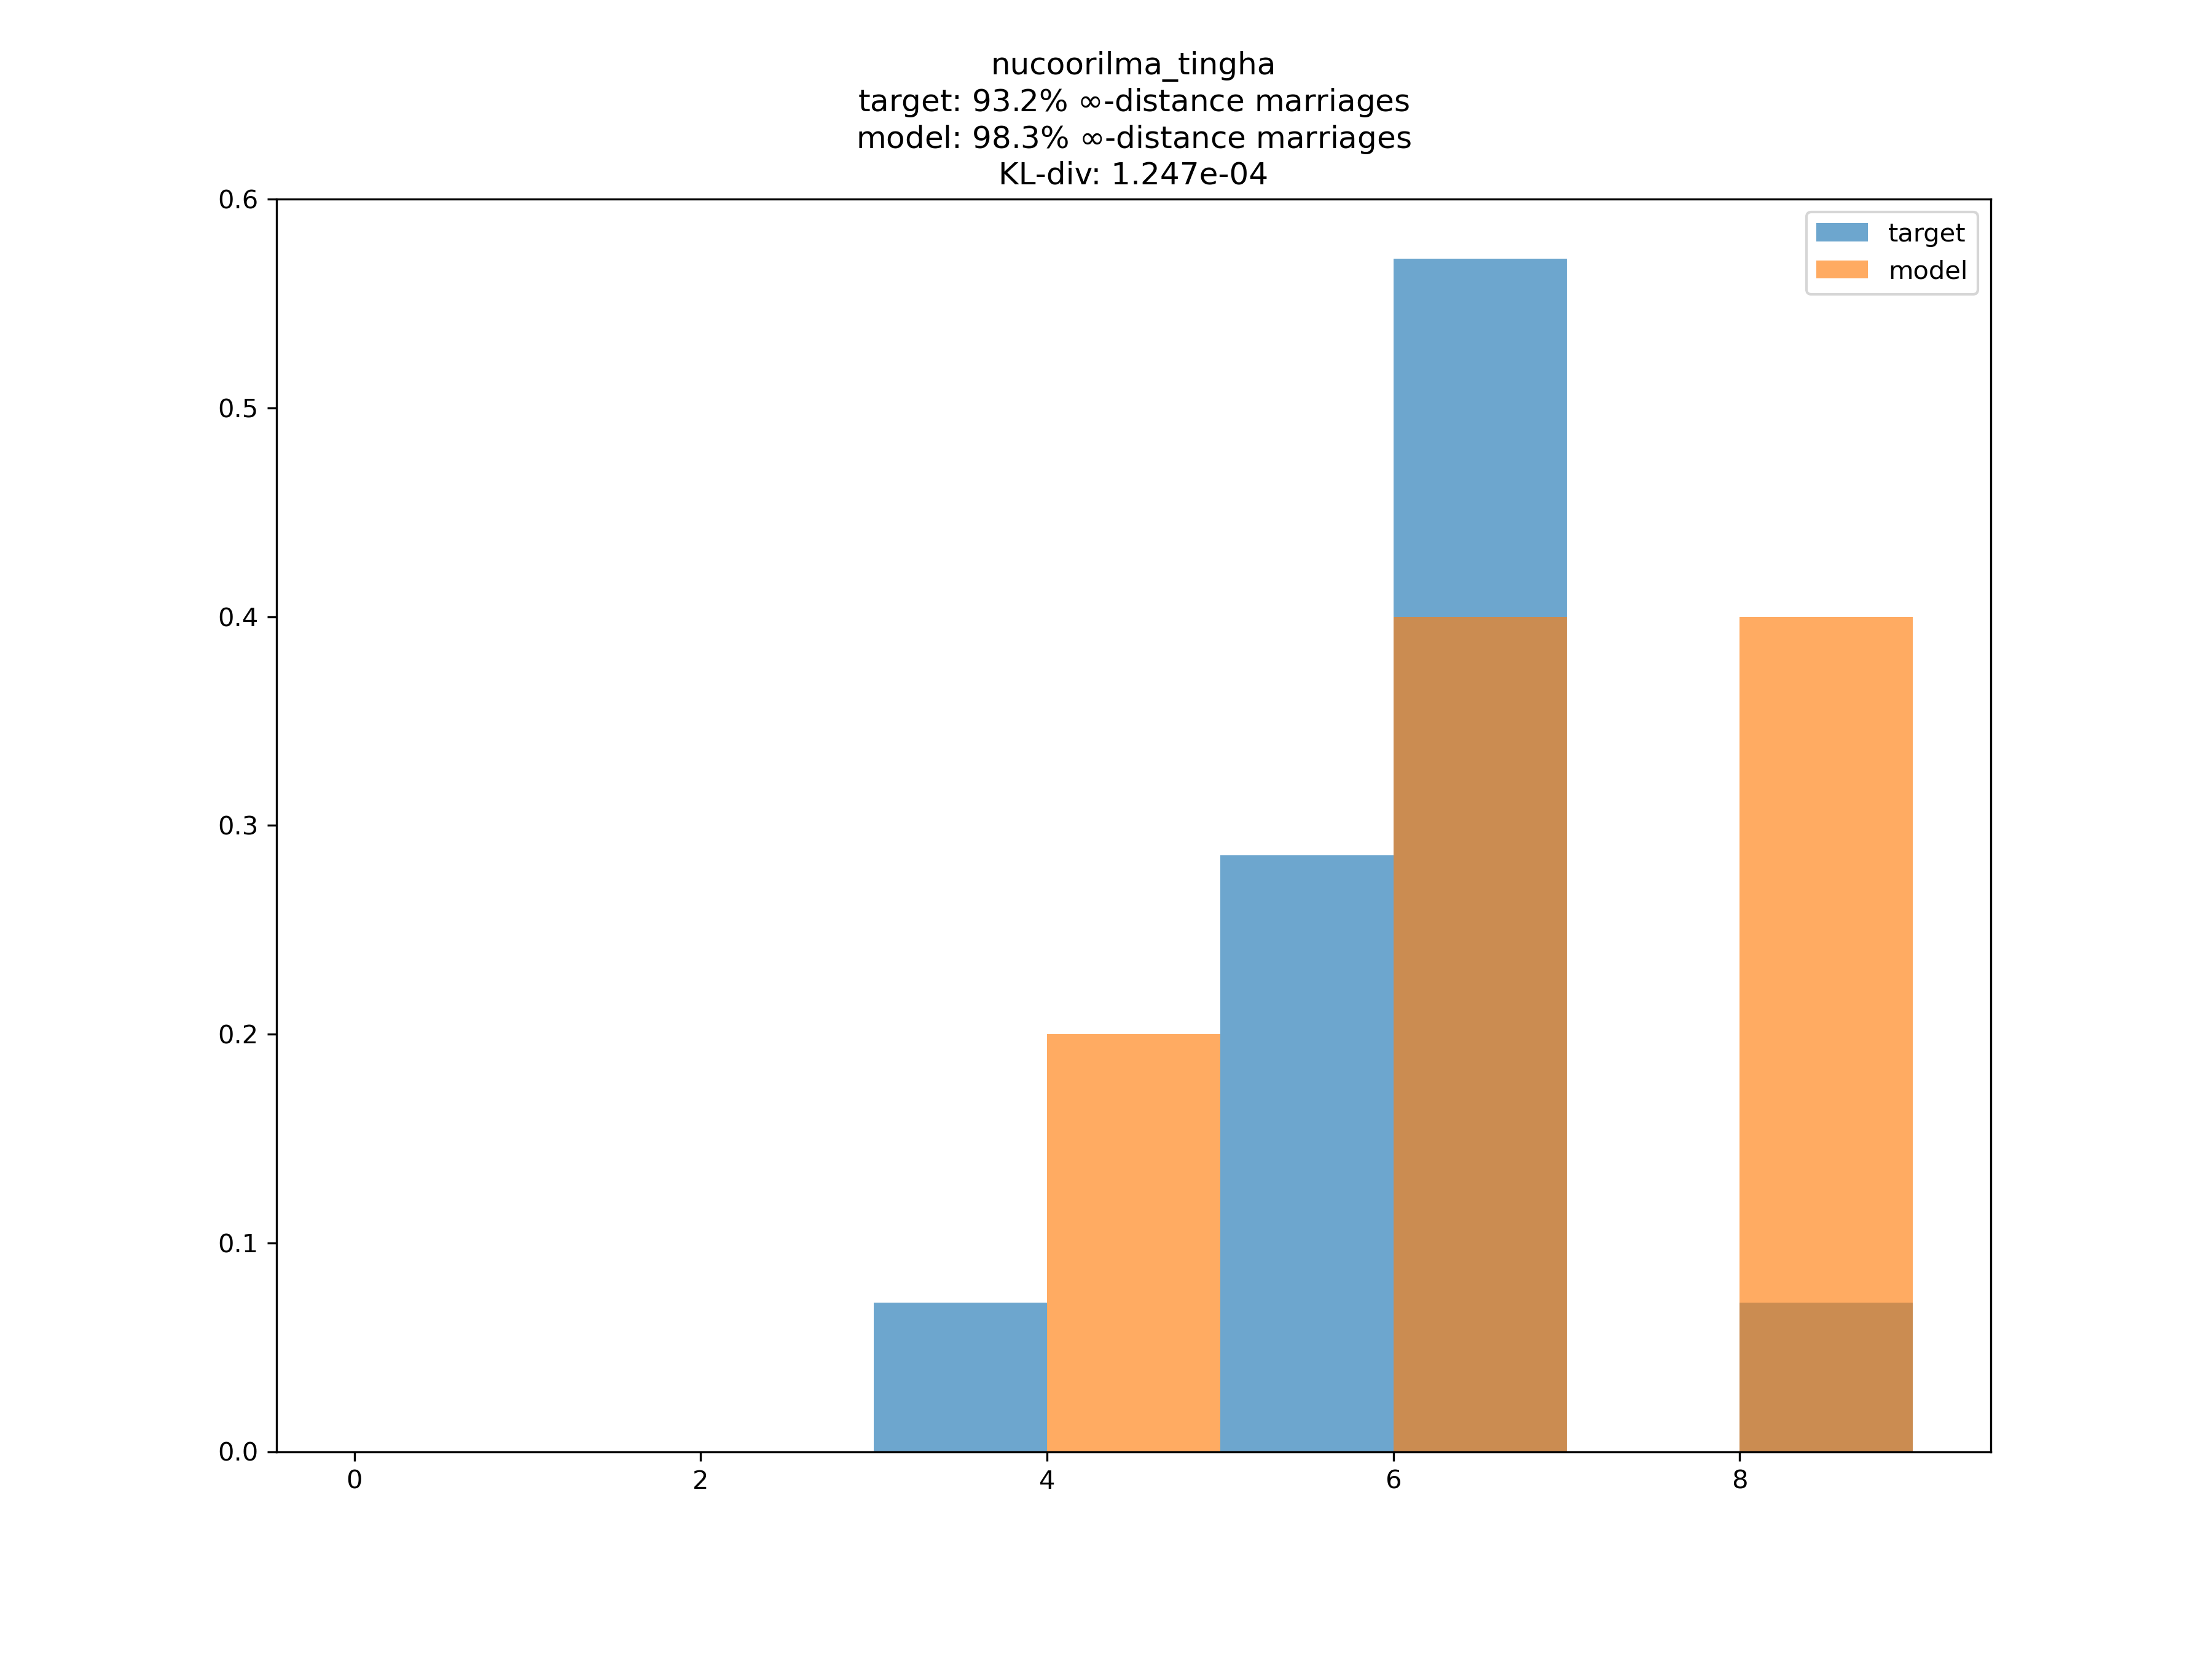 nucoorilma_tingha
target: 93.2% ∞-distance marriages
model: 98.3% ∞-distance marriages
KL-div: 1.247e-04
target
model
0.6
0.5
0.4
0.3
0.2
0.1
0.0
0 2 4 6 8